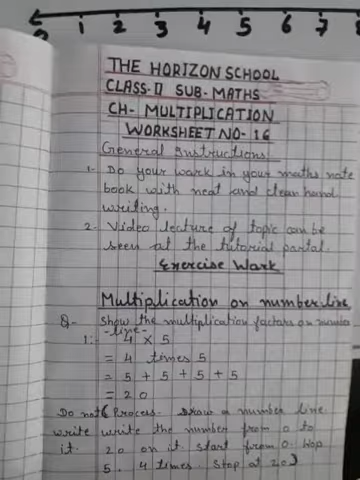 0 1 2 3 4 5 6 7 8
THE HORIZON SCHOOL
CLASS-II SUB-MATHS
CH- MULTIPLICATION
WORKSHEET NO-16
General Instructions
1- Do your work in your maths note
book with neat and clean hand
writing.
2- Video lecture of topic can be
seen at the tutorial portal.
Exercise Work
Multiplication on number line
Q- Show the multiplication factors on number
-line-
1:- 4 X 5
= 4 times 5
= 5 + 5 + 5 + 5
= 20
Do not ( Process- Draw a number line
write write the number from 0 to
it. 20 on it. Start from 0. Hop
5. 4 times. Stop at 20)